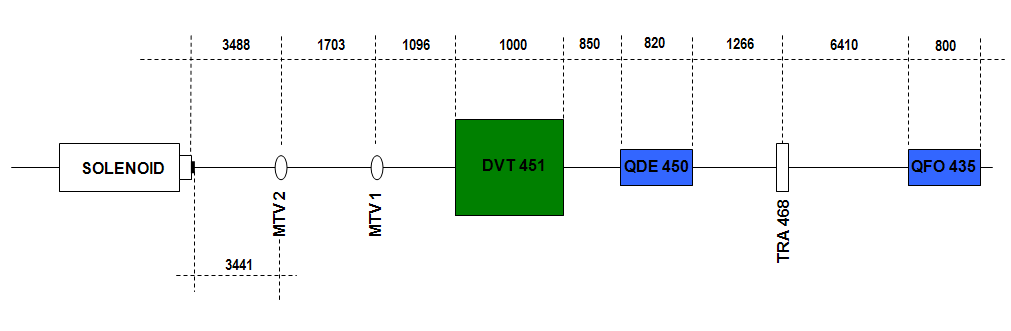 3488 1703 1096 1000 850 820 1266 6410 800
SOLENOID DVT 451 QDE 450 QFO 435
MTV 2 MTV 1 TRA 468
3441